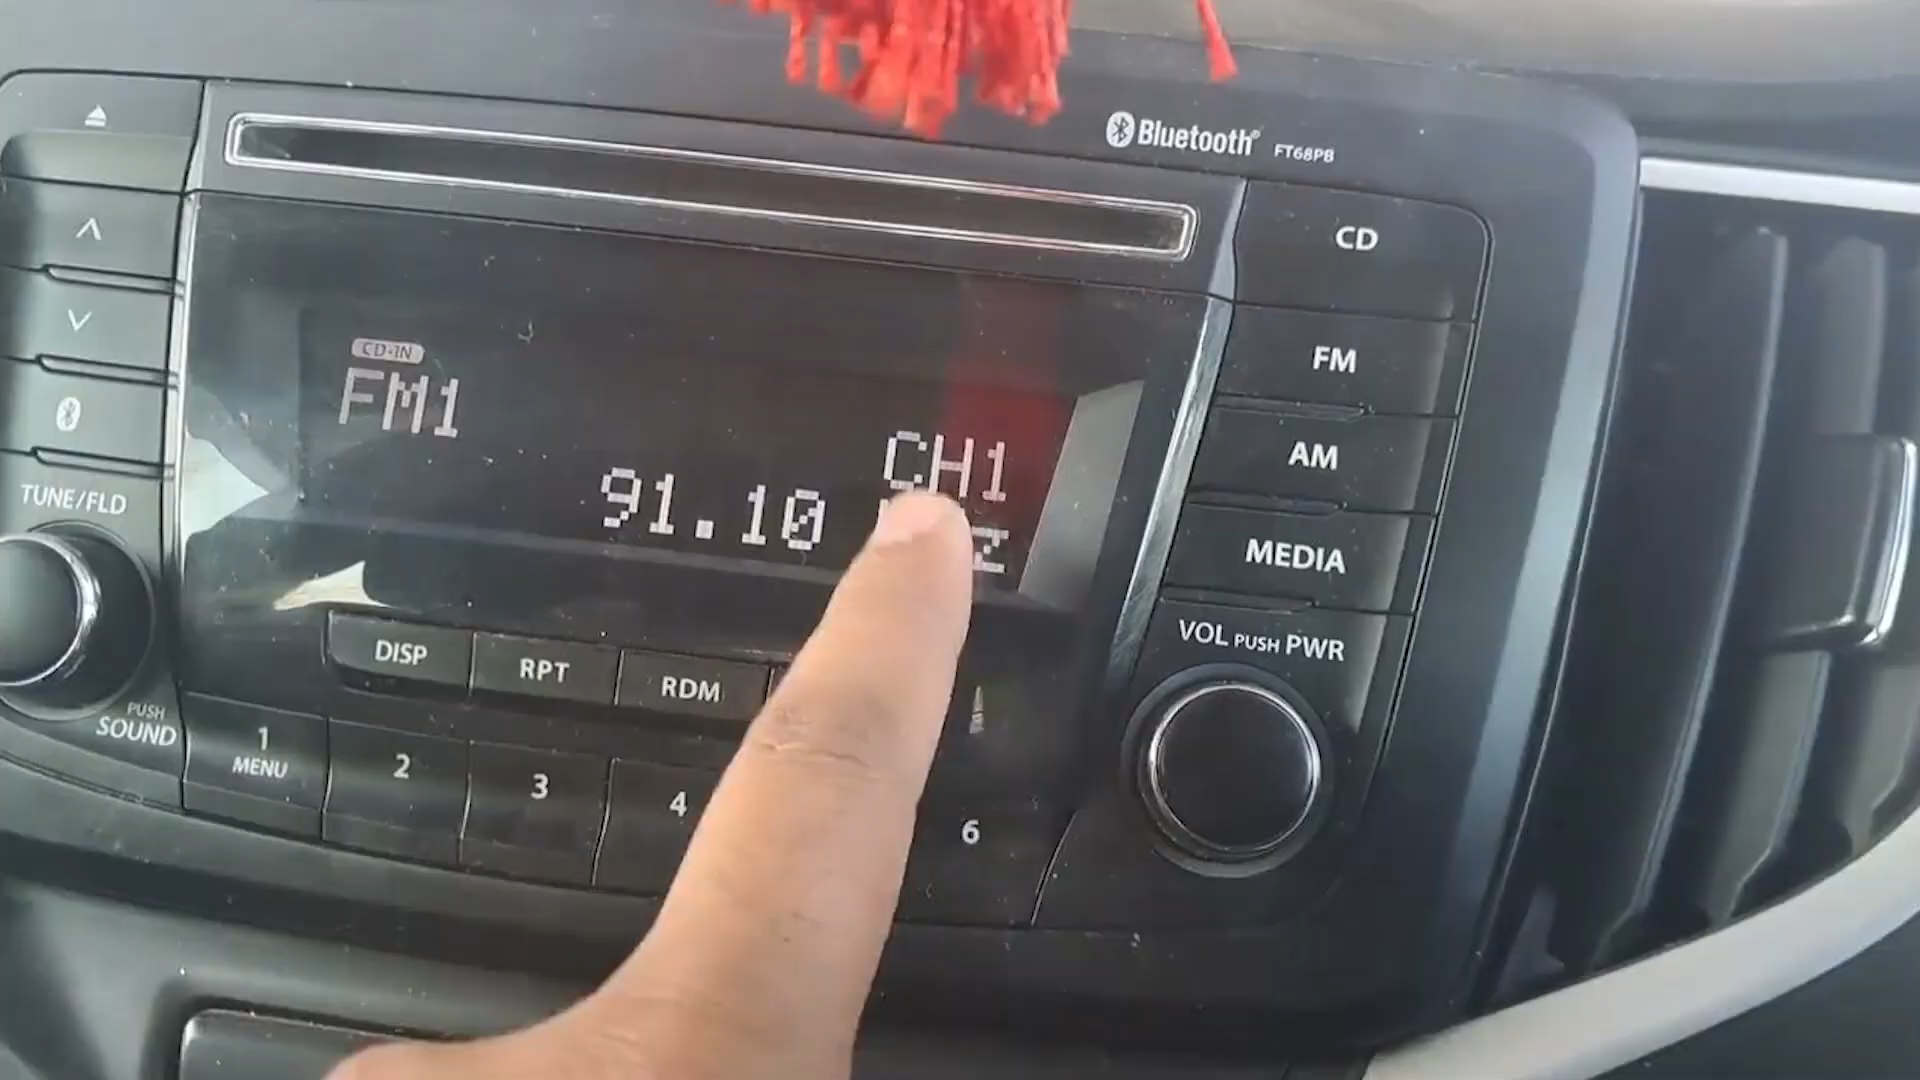 Bluetooth® FT68PB
CD
FM
AM
MEDIA
VOL PUSH PWR
CD-IN
FM1
CH1
91.10
TUNE/FLD
PUSH
SOUND
DISP
RPT
RDM
1
MENU
2
3
4
6